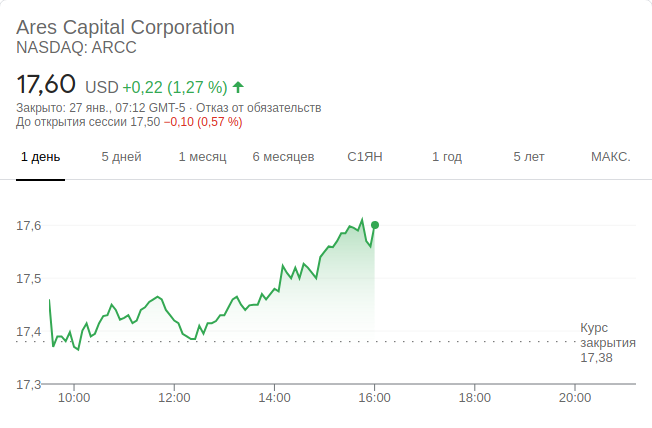 Ares Capital Corporation
NASDAQ: ARCC
17,60 USD +0,22 (1,27 %)
Закрыто: 27 янв., 07:12 GMT-5 · Отказ от обязательств
До открытия сессии 17,50 −0,10 (0,57 %)
1 день 5 дней 1 месяц 6 месяцев С1ЯН 1 год 5 лет МАКС.
17,6
17,5
17,4
Курс
закрытия
17,38
17,3
10:00 12:00 14:00 16:00 18:00 20:00